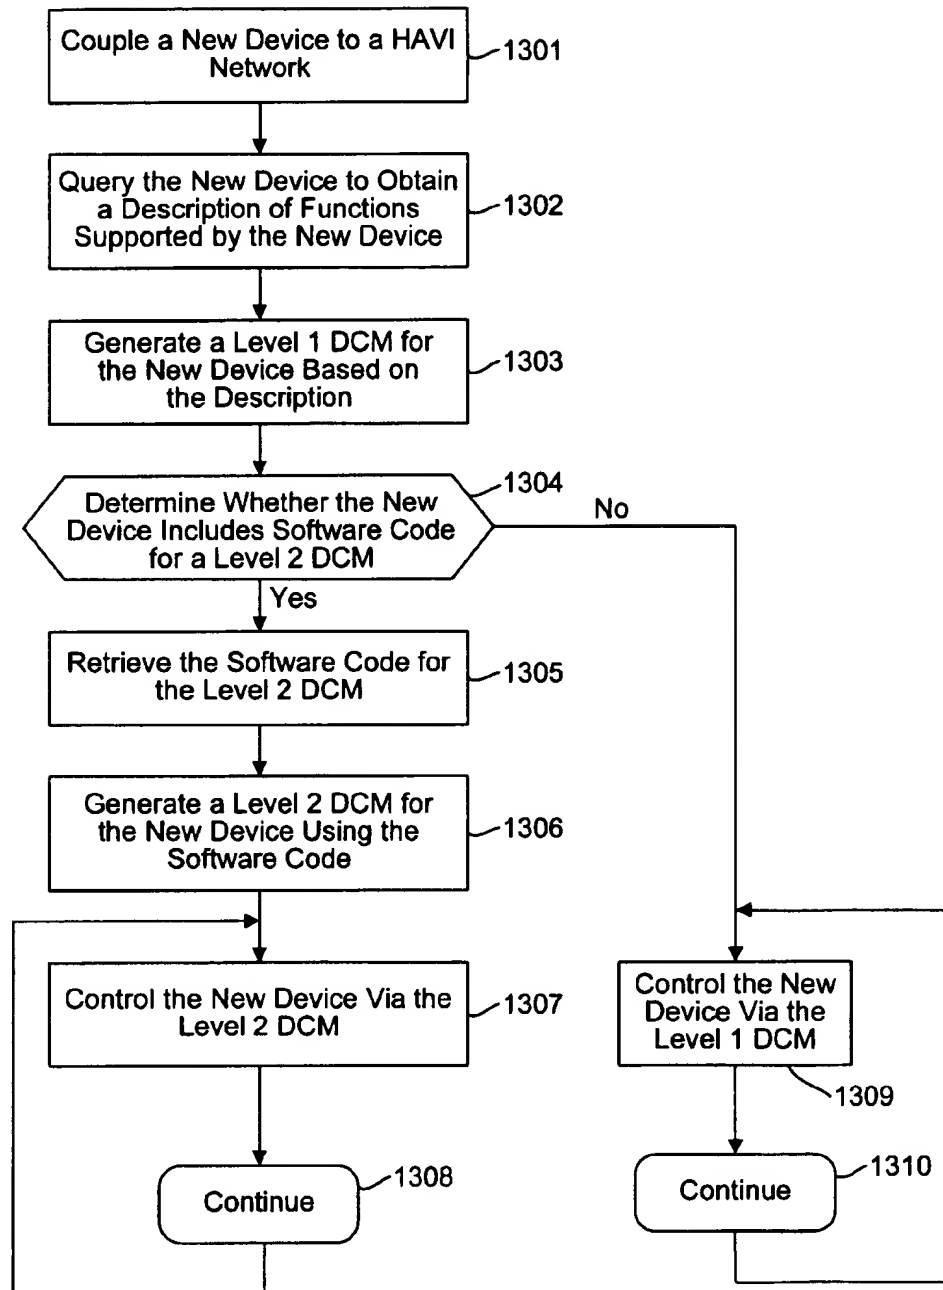 Couple a New Device to a HAVI
Network
1301
Query the New Device to Obtain
a Description of Functions
Supported by the New Device
1302
Generate a Level 1 DCM for
the New Device Based on
the Description
1303
1304
Determine Whether the New
Device Includes Software Code
for a Level 2 DCM
No
Yes
Retrieve the Software Code for
the Level 2 DCM
1305
Generate a Level 2 DCM for
the New Device Using the
Software Code
1306
Control the New Device Via the
Level 2 DCM
1307
Control the New
Device Via the
Level 1 DCM
1309
Continue
1308
Continue
1310